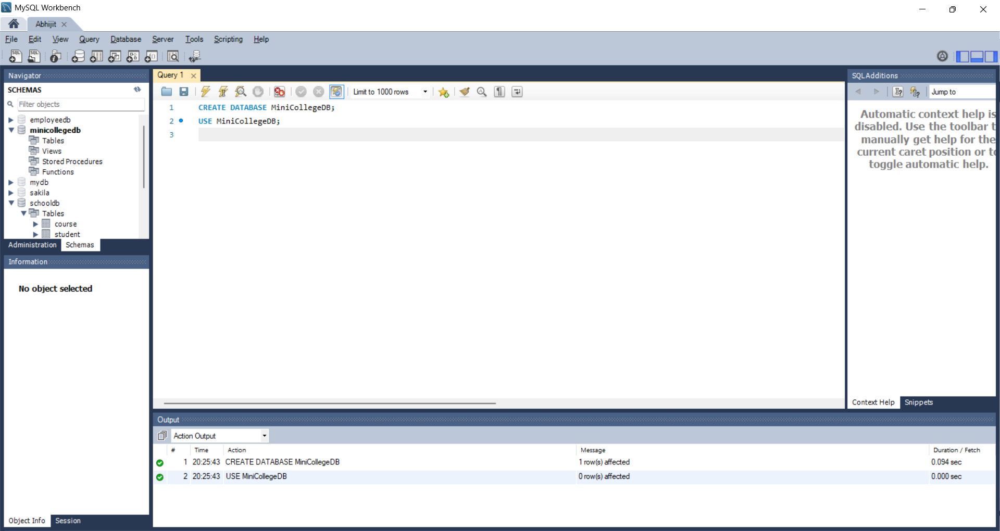 MySQL Workbench
Abhijit
File Edit View Query Database Server Tools Scripting Help
Navigator
SCHEMAS
Filter objects
employeedb
minicollegedb
Tables
Views
Stored Procedures
Functions
mydb
sakila
schooldb
Tables
course
student
Administration Schemas
Information
No object selected
Object Info Session
Query 1
Limit to 1000 rows
1 CREATE DATABASE MiniCollegeDB;
2 USE MiniCollegeDB;
3
SQLAdditions
Jump to
Automatic context help is
disabled. Use the toolbar t
manually get help for the
current caret position or to
toggle automatic help.
Context Help Snippets
Output
Action Output
# Time Action Message Duration / Fetch
1 20:25:43 CREATE DATABASE MiniCollegeDB 1 row(s) affected 0.094 sec
2 20:25:43 USE MiniCollegeDB 0 row(s) affected 0.000 sec